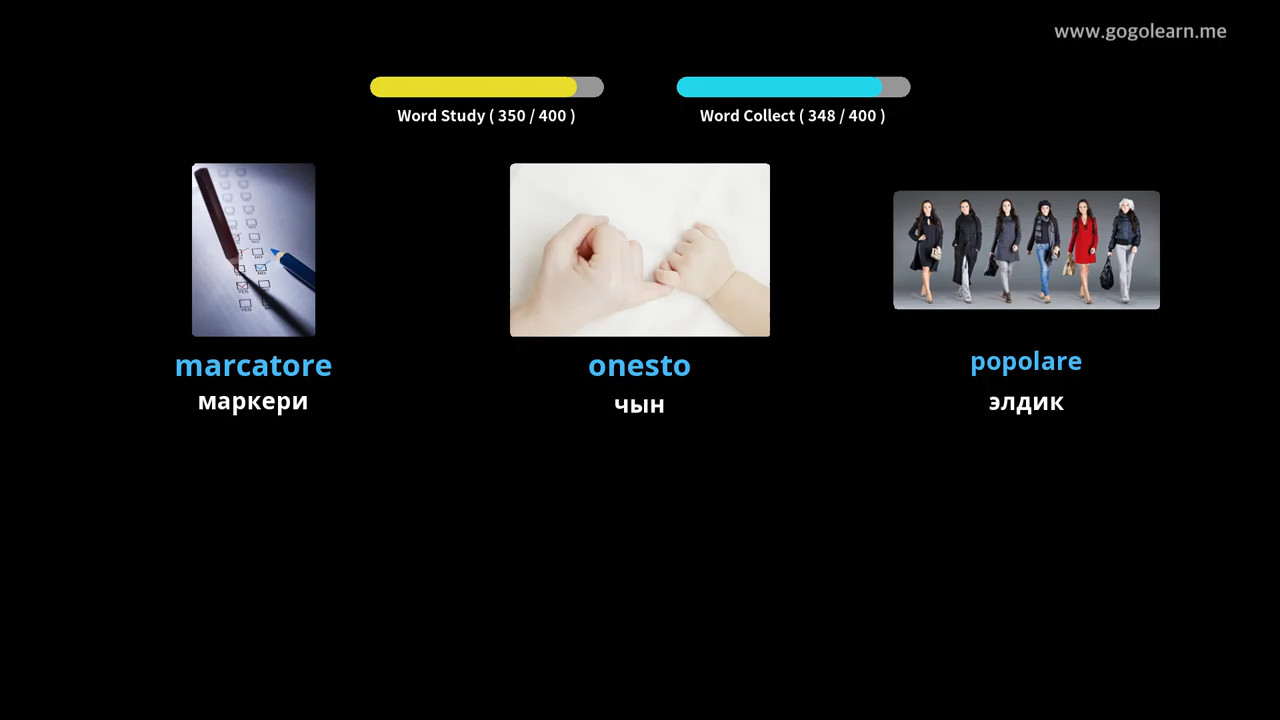 www.gogolearn.me
Word Study ( 350 / 400 )
Word Collect ( 348 / 400 )
marcatore
onesto
popolare
маркери
чын
элдик